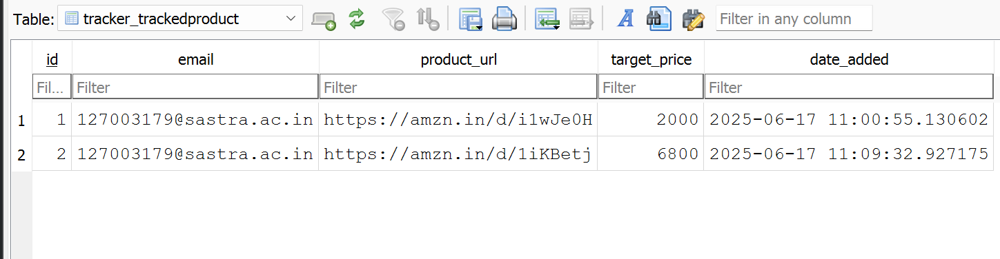 Table: tracker_trackedproduct Filter in any column
id email product_url target_price date_added
Fil... Filter Filter Filter Filter
1 1 127003179@sastra.ac.in https://amzn.in/d/i1wJe0H 2000 2025-06-17 11:00:55.130602
2 2 127003179@sastra.ac.in https://amzn.in/d/1iKBetj 6800 2025-06-17 11:09:32.927175